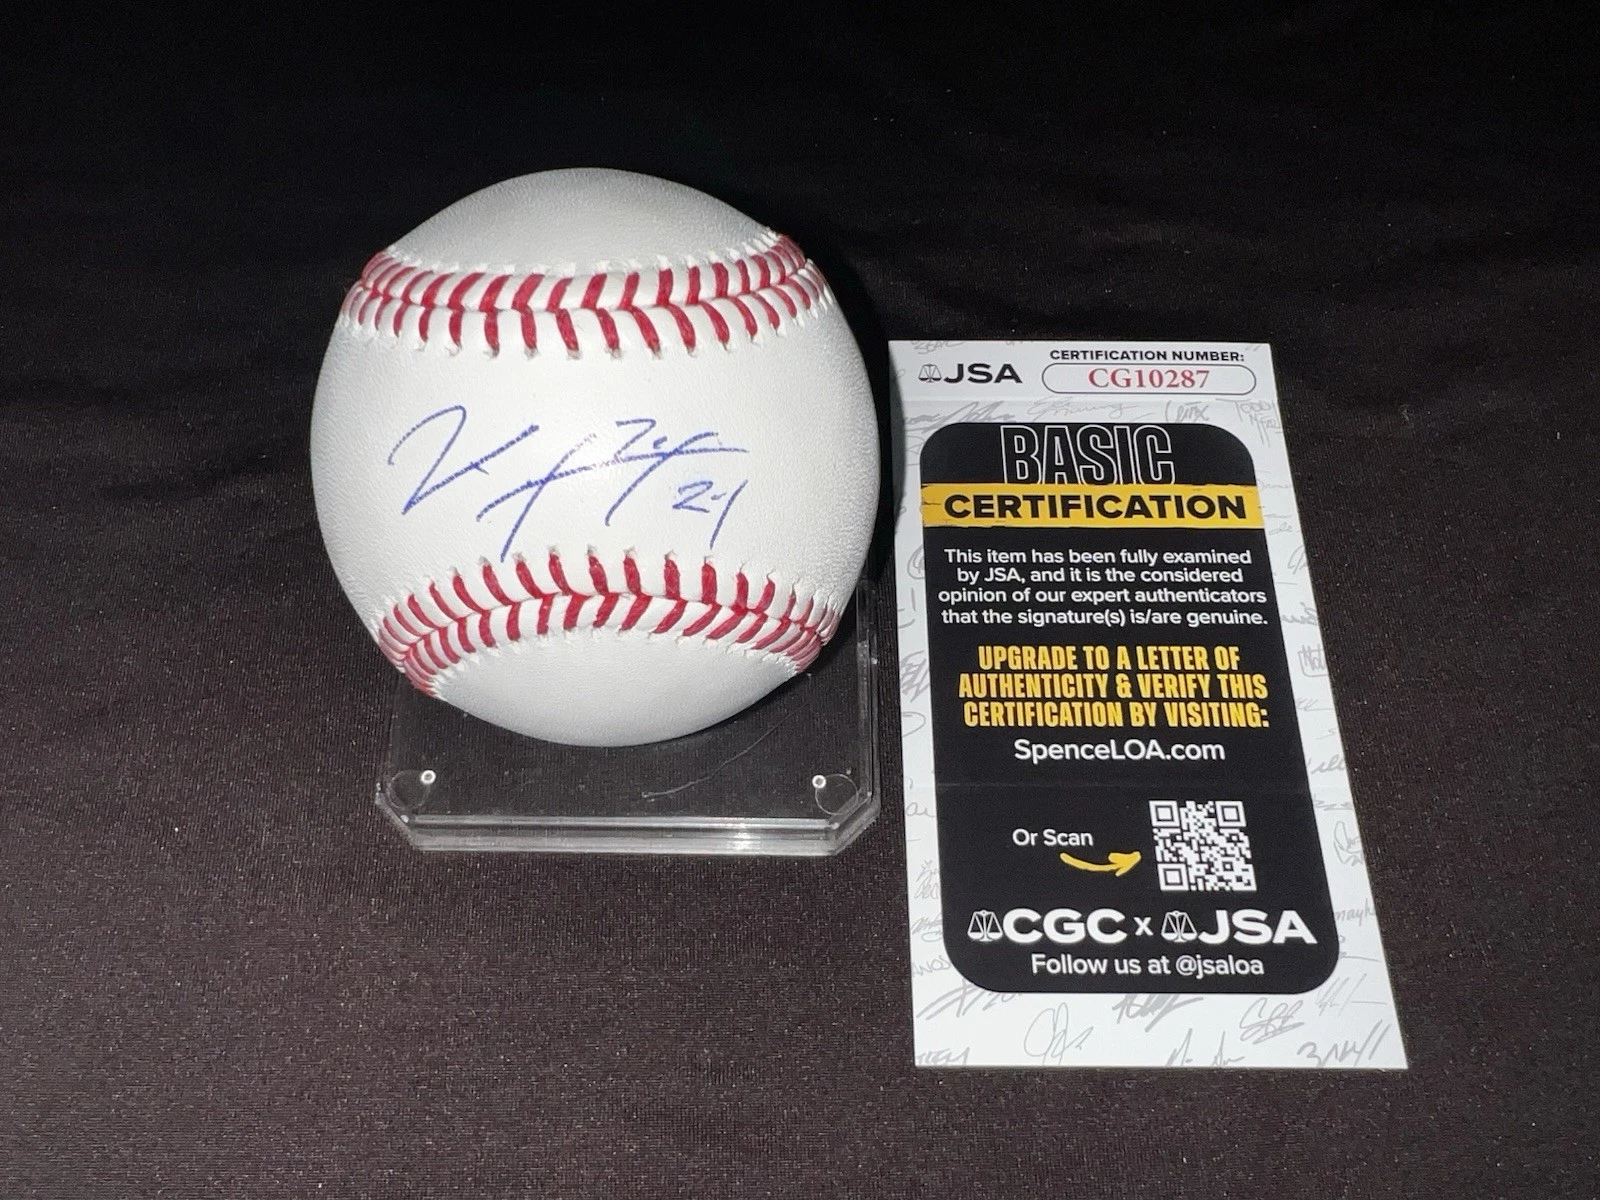 24
JSA
CERTIFICATION NUMBER:
CG10287
BASIC
CERTIFICATION
This item has been fully examined
by JSA, and it is the considered
opinion of our expert authenticators
that the signature(s) is/are genuine.
UPGRADE TO A LETTER OF
AUTHENTICITY & VERIFY THIS
CERTIFICATION BY VISITING:
SpenceLOA.com
Or Scan
CGC x JSA
Follow us at @jsaloa